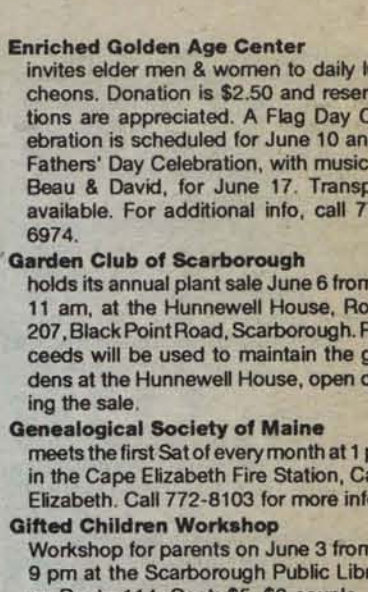 Enriched Golden Age Center
invites elder men & women to daily
cheons. Donation is $2.50 and reser
tions are appreciated. A Flag Day C
ebration is scheduled for June 10 an
Fathers' Day Celebration, with music
Beau & David, for June 17. Transp
available. For additional info, call 7
6974.
Garden Club of Scarborough
holds its annual plant sale June 6 from
11 am, at the Hunnewell House, Ro
207, Black Point Road, Scarborough. P
ceeds will be used to maintain the g
dens at the Hunnewell House, open d
ing the sale.
Genealogical Society of Maine
meets the first Sat of every month at 1 p
in the Cape Elizabeth Fire Station, Ca
Elizabeth. Call 772-8103 for more inf
Gifted Children Workshop
Workshop for parents on June 3 from
9 pm at the Scarborough Public Libr